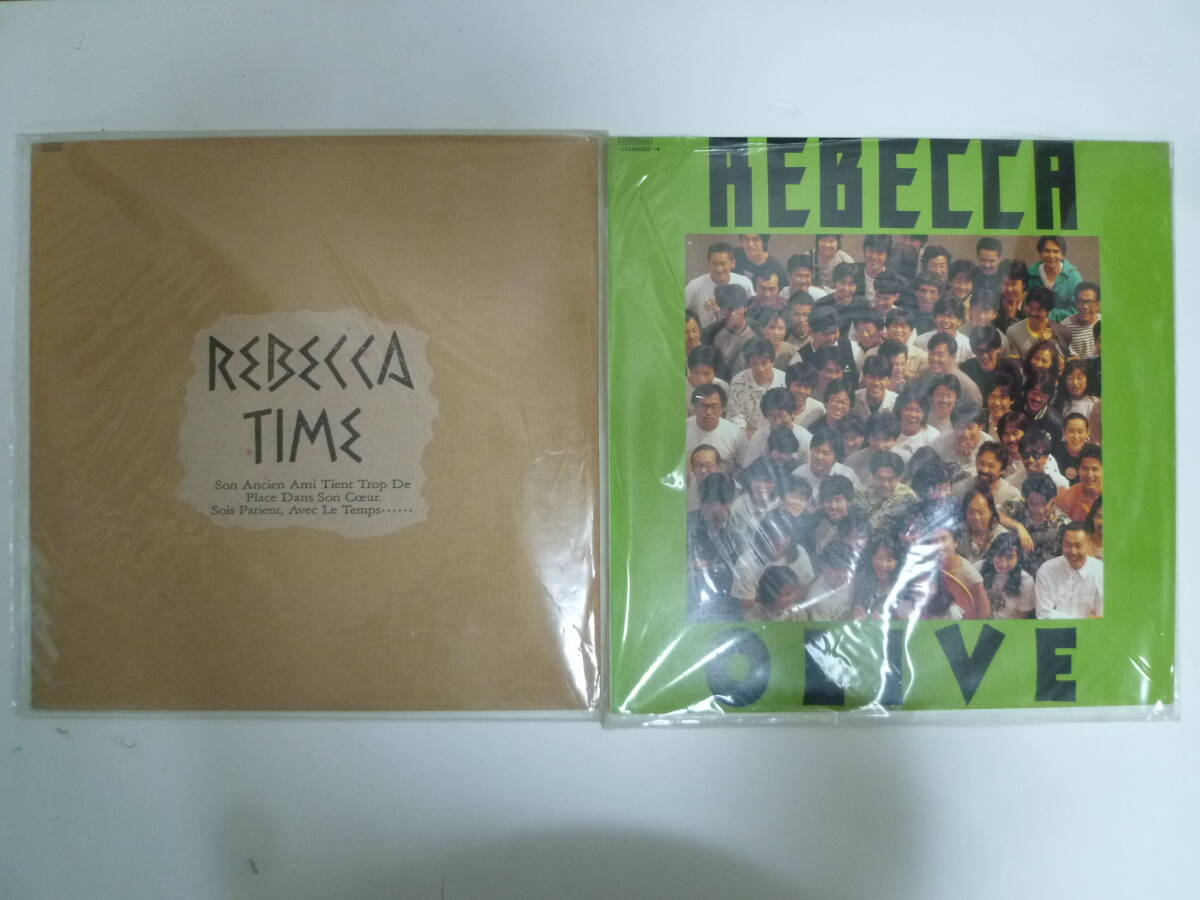 REBECCA
TIME
Son Ancien Ami Tient Trop De
Place Dans Son Cœur.
Sois Patient, Avec Le Temps······
REBECCA
OLIVE